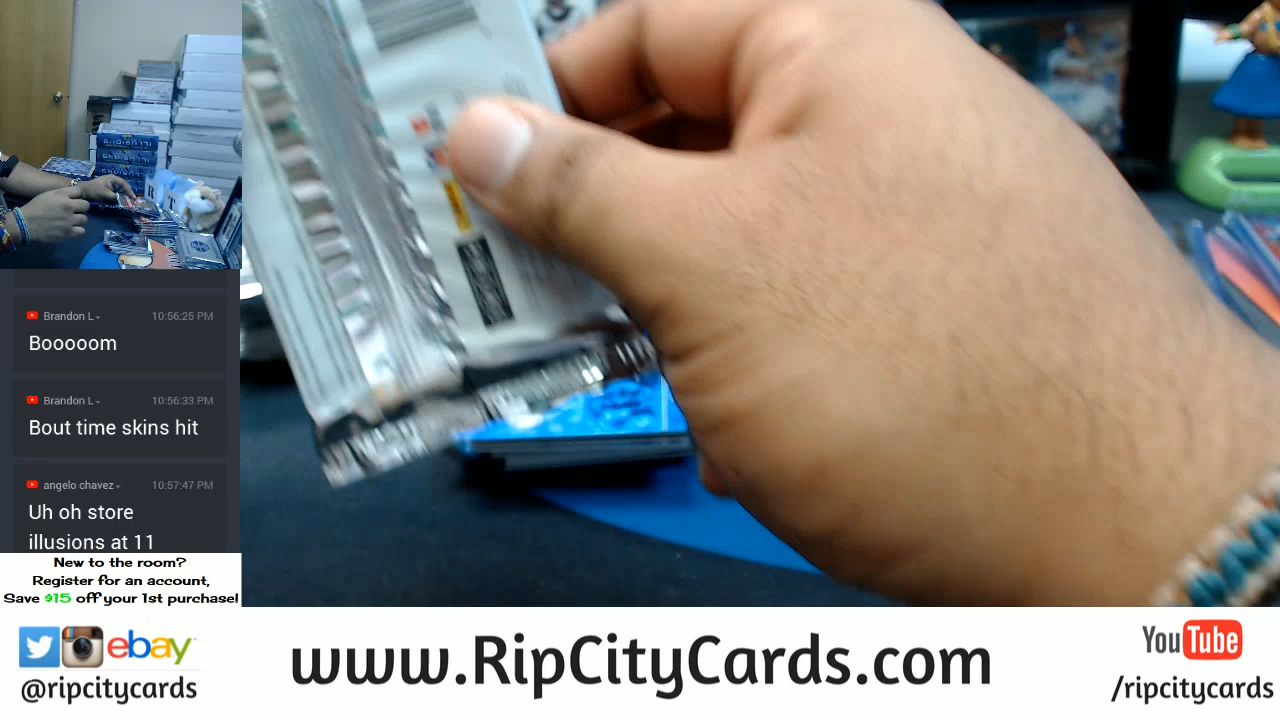 ILLUSIONS
ILLUSIONS
R
T
Brandon L
10:56:25 PM
Booooom
Brandon L
10:56:33 PM
Bout time skins hit
angelo chavez
10:57:47 PM
Uh oh store
illusions at 11
New to the room?
Register for an account,
Save $15 off your 1st purchase!
ebay
@ripcitycards
www.RipCityCards.com
YouTube
/ripcitycards